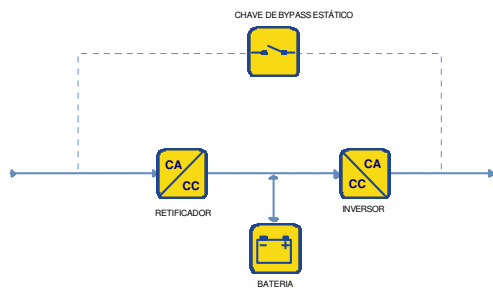 CHAVE DE BYPASS ESTÁTICO
CA
CC
CA
CC
RETIFICADOR
INVERSOR
BATERIA